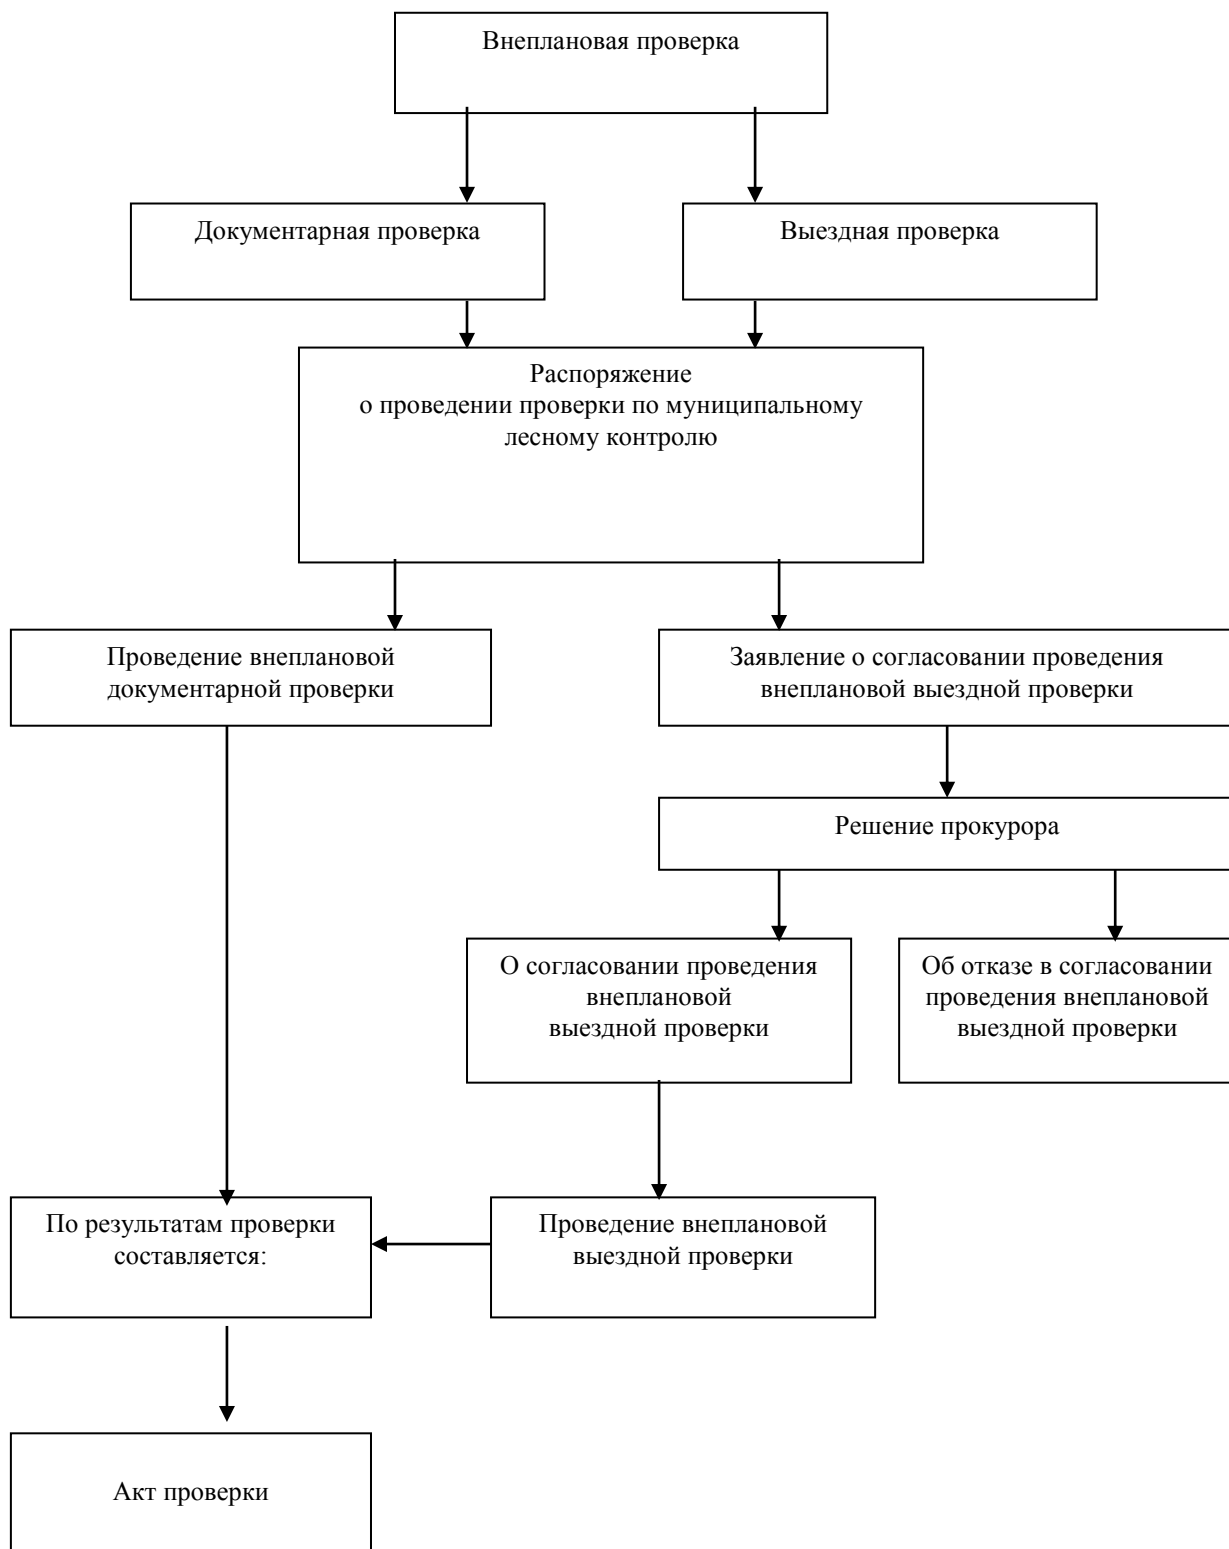 Внеплановая проверка
Документарная проверка
Выездная проверка
Распоряжение
о проведении проверки по муниципальному
лесному контролю
Проведение внеплановой
документарной проверки
Заявление о согласовании проведения
внеплановой выездной проверки
Решение прокурора
О согласовании проведения
внеплановой
выездной проверки
Об отказе в согласовании
проведения внеплановой
выездной проверки
По результатам проверки
составляется:
Проведение внеплановой
выездной проверки
Акт проверки